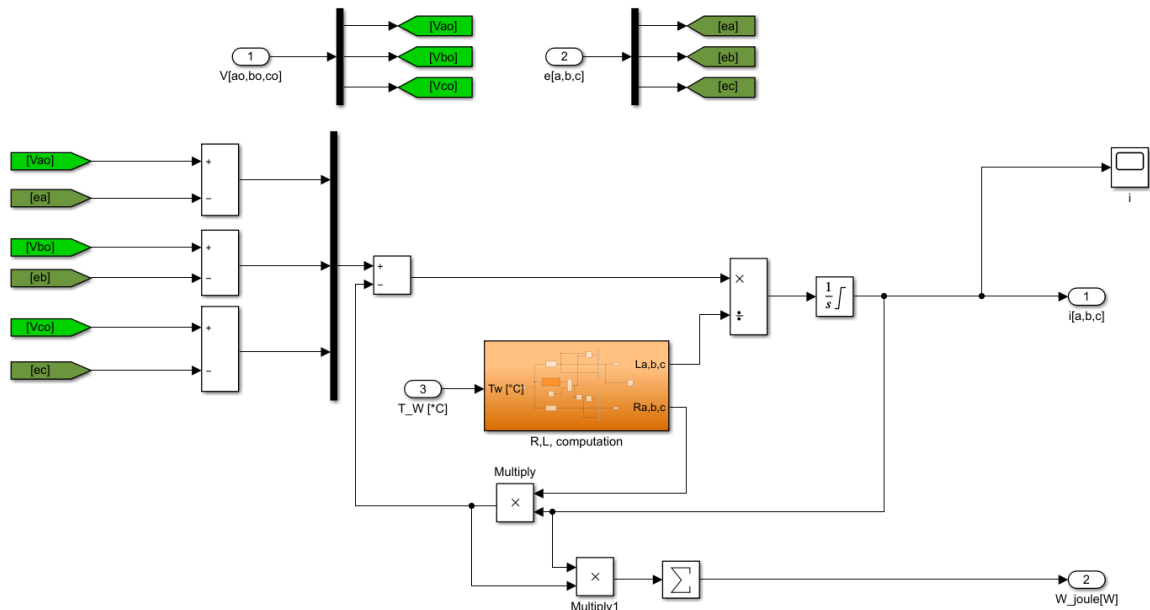 [Vao]
[Vbo]
[Vco]
1
V[ao,bo,co]
[ea]
[eb]
[ec]
2
e[a,b,c]
[Vao]
[ea]
[Vbo]
[eb]
[Vco]
[ec]
+
−
+
−
+
−
+
−
×
÷
1
s
i
1
i[a,b,c]
3
T_W [*C]
Tw [°C]
La,b,c
Ra,b,c
R,L, computation
Multiply
×
×
Multiply1
∑
2
W_joule[W]